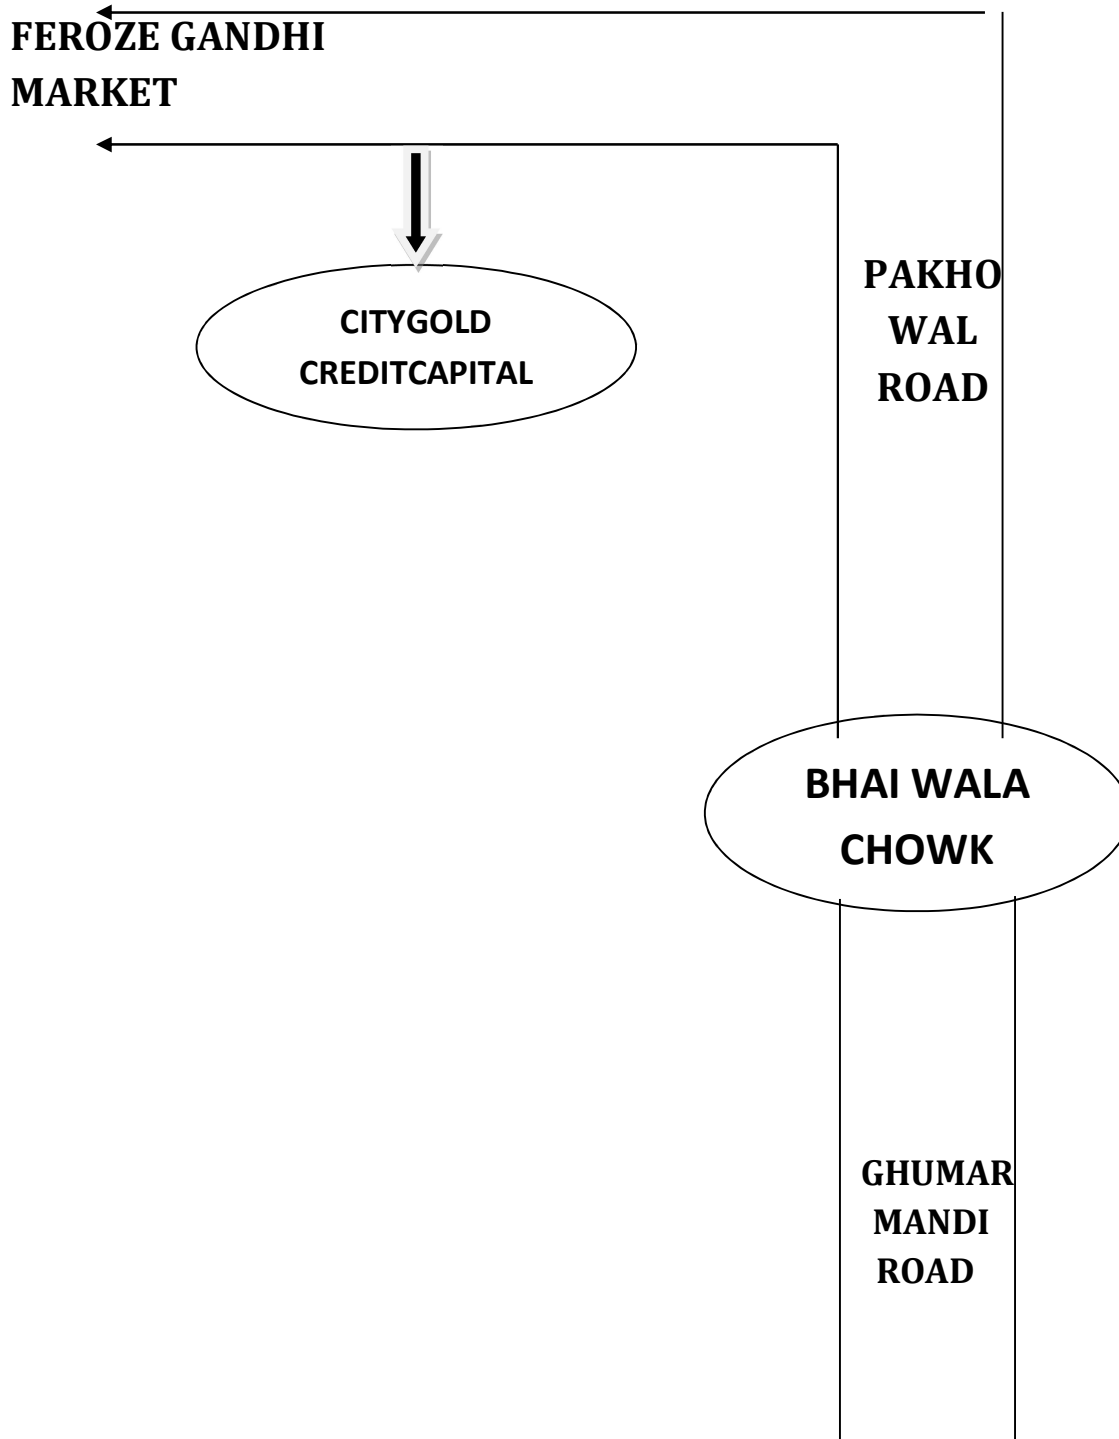 FEROZE GANDHI
MARKET
CITYGOLD
CREDITCAPITAL
PAKHO
WAL
ROAD
BHAI WALA
CHOWK
GHUMAR
MANDI
ROAD